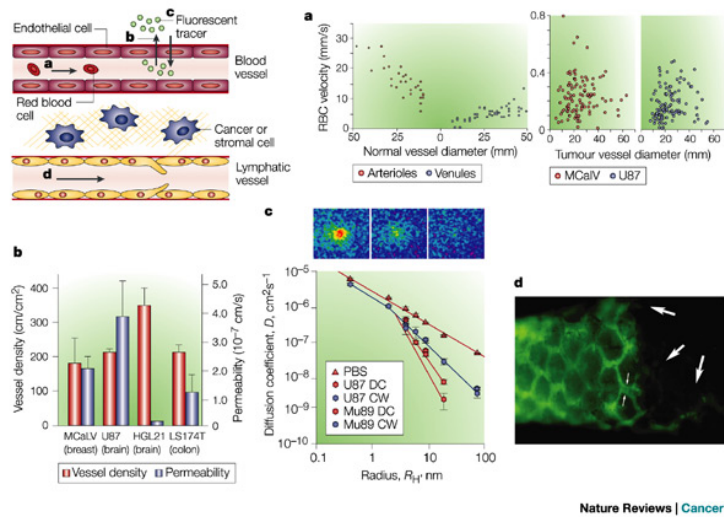 c
Fluorescent
tracer
Endothelial cell
b
a
Blood
vessel
Red blood
cell
Cancer or
stromal cell
Lymphatic
vessel
d
a
RBC velocity (mm/s)
40
30
20
10
0
50
25
0
25
50
Normal vessel diameter (mm)
Arterioles
Venules
0.8
0.4
0
0 20 40 60
0 20 40 60
Tumour vessel diameter (mm)
MCalV
U87
b
Vessel density (cm/cm²)
400
300
200
100
0
5.0
4.0
3.0
2.0
1.0
0
Permeability (10⁻⁷ cm/s)
MCaLV
(breast)
U87
(brain)
HGL21
(brain)
LS174T
(colon)
Vessel density
Permeability
c
Diffusion coefficient, D, cm²s⁻¹
10⁻⁵
10⁻⁶
10⁻⁷
10⁻⁸
10⁻⁹
10⁻¹⁰
PBS
U87 DC
U87 CW
Mu89 DC
Mu89 CW
0.1
1
10
100
Radius, R_H, nm
d
Nature Reviews | Cancer